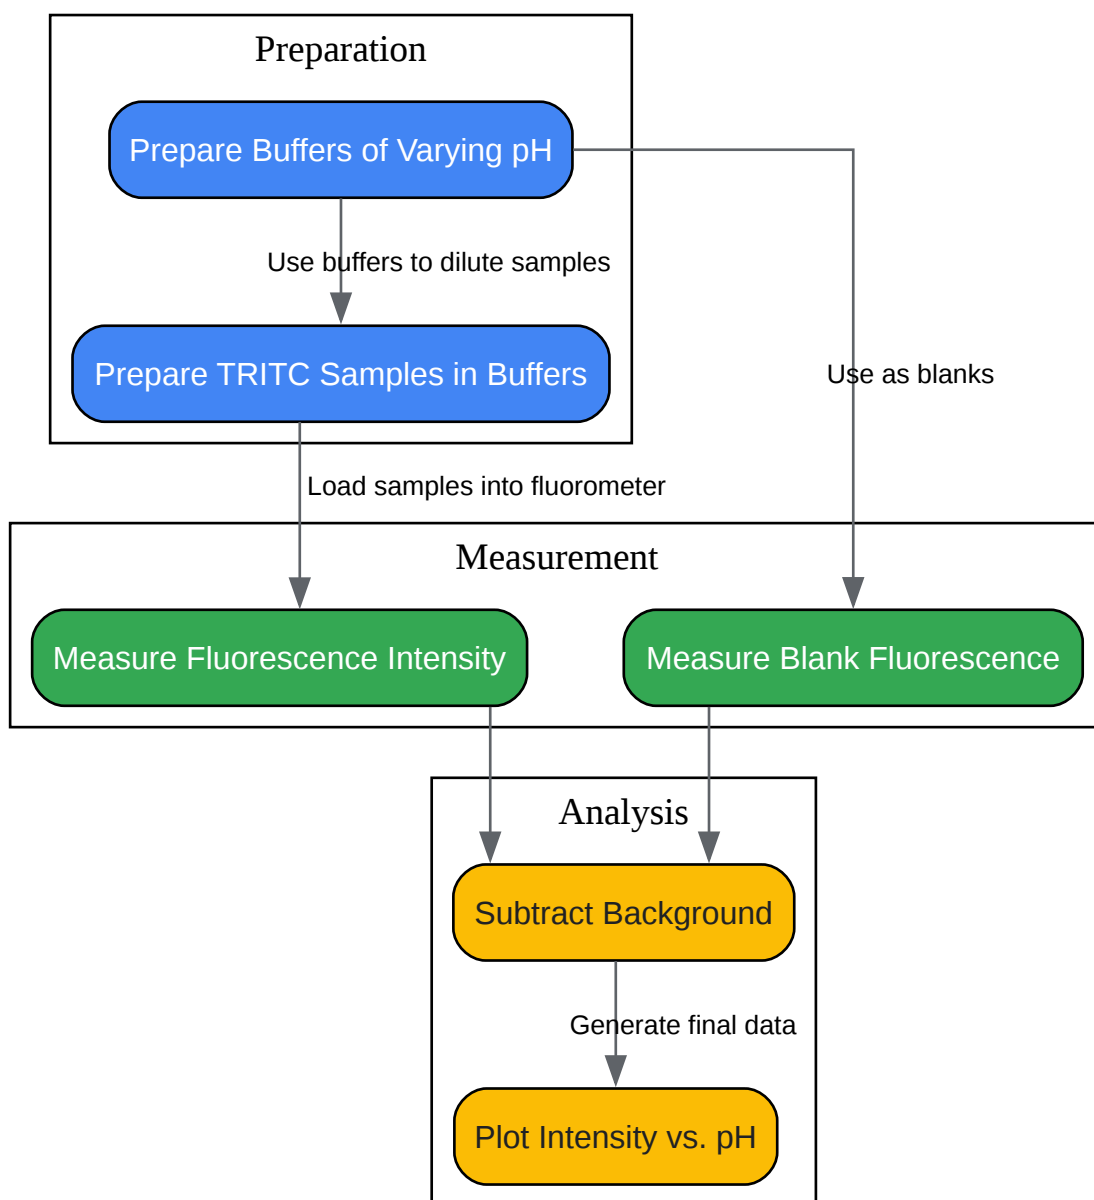 Preparation
Prepare Buffers of Varying pH
Use buffers to dilute samples
Prepare TRITC Samples in Buffers
Use as blanks
Load samples into fluorometer
Measurement
Measure Fluorescence Intensity
Measure Blank Fluorescence
Analysis
Subtract Background
Generate final data
Plot Intensity vs. pH